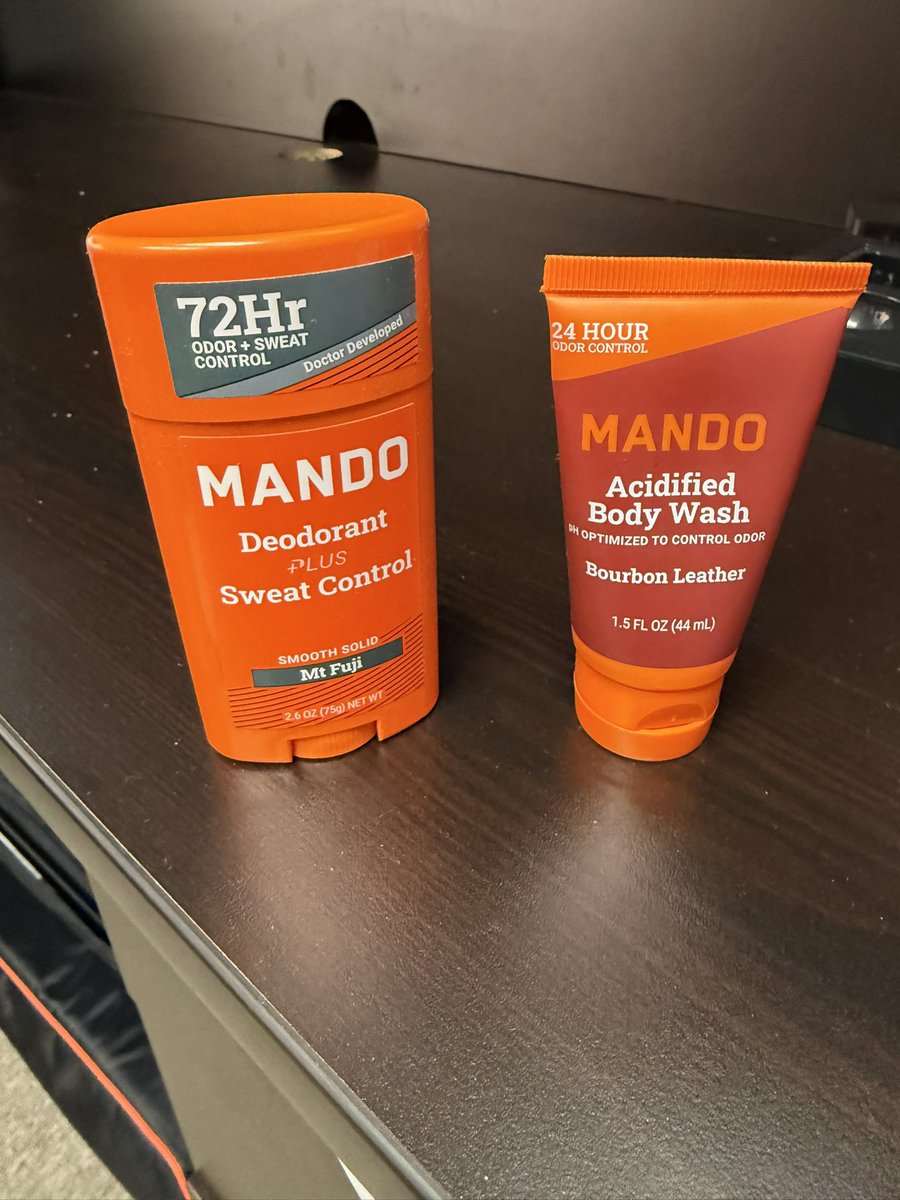 72Hr
ODOR + SWEAT
CONTROL
Doctor Developed
MANDO
Deodorant
PLUS
Sweat Control
SMOOTH SOLID
Mt Fuji
2.6 OZ (75g) NET WT
24 HOUR
ODOR CONTROL
MANDO
Acidified
Body Wash
pH OPTIMIZED TO CONTROL ODOR
Bourbon Leather
1.5 FL OZ (44 mL)